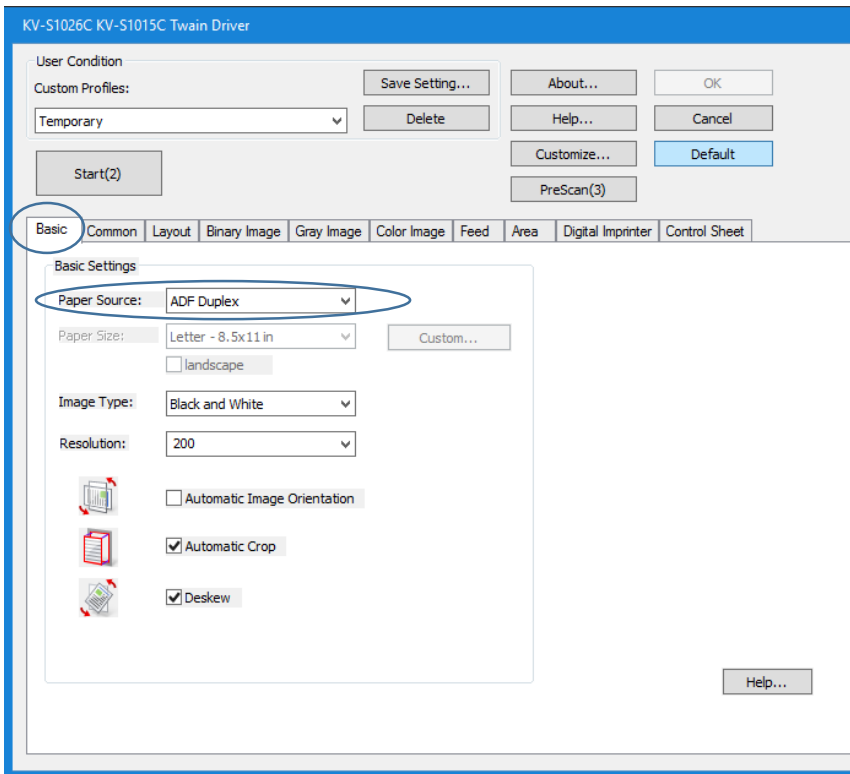 KV-S1026C KV-S1015C Twain Driver
User Condition
Custom Profiles:
Save Setting...
About...
OK
Temporary
Delete
Help...
Cancel
Customize...
Default
Start(2)
PreScan(3)
Basic Common Layout Binary Image Gray Image Color Image Feed Area Digital Imprinter Control Sheet
Basic Settings
Paper Source: ADF Duplex
Paper Size: Letter - 8.5x11 in Custom...
landscape
Image Type: Black and White
Resolution: 200
Automatic Image Orientation
Automatic Crop
Deskew
Help...